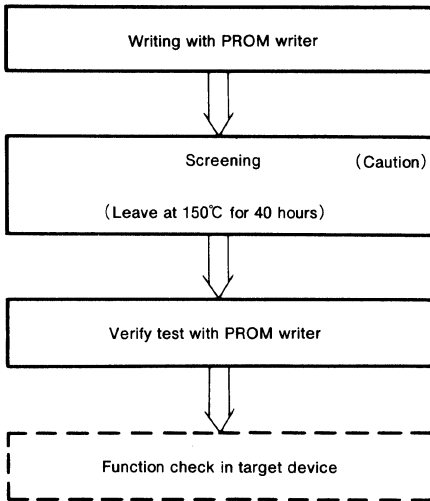 Writing with PROM writer
Screening (Caution)
(Leave at 150℃ for 40 hours)
Verify test with PROM writer
Function check in target device